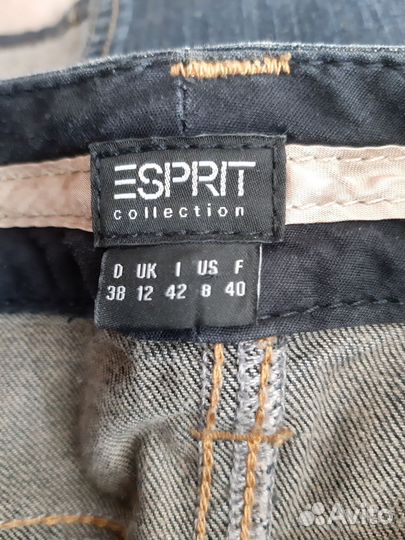 ESPRIT
collection
D UK I US F
38 12 42 8 40
Avito